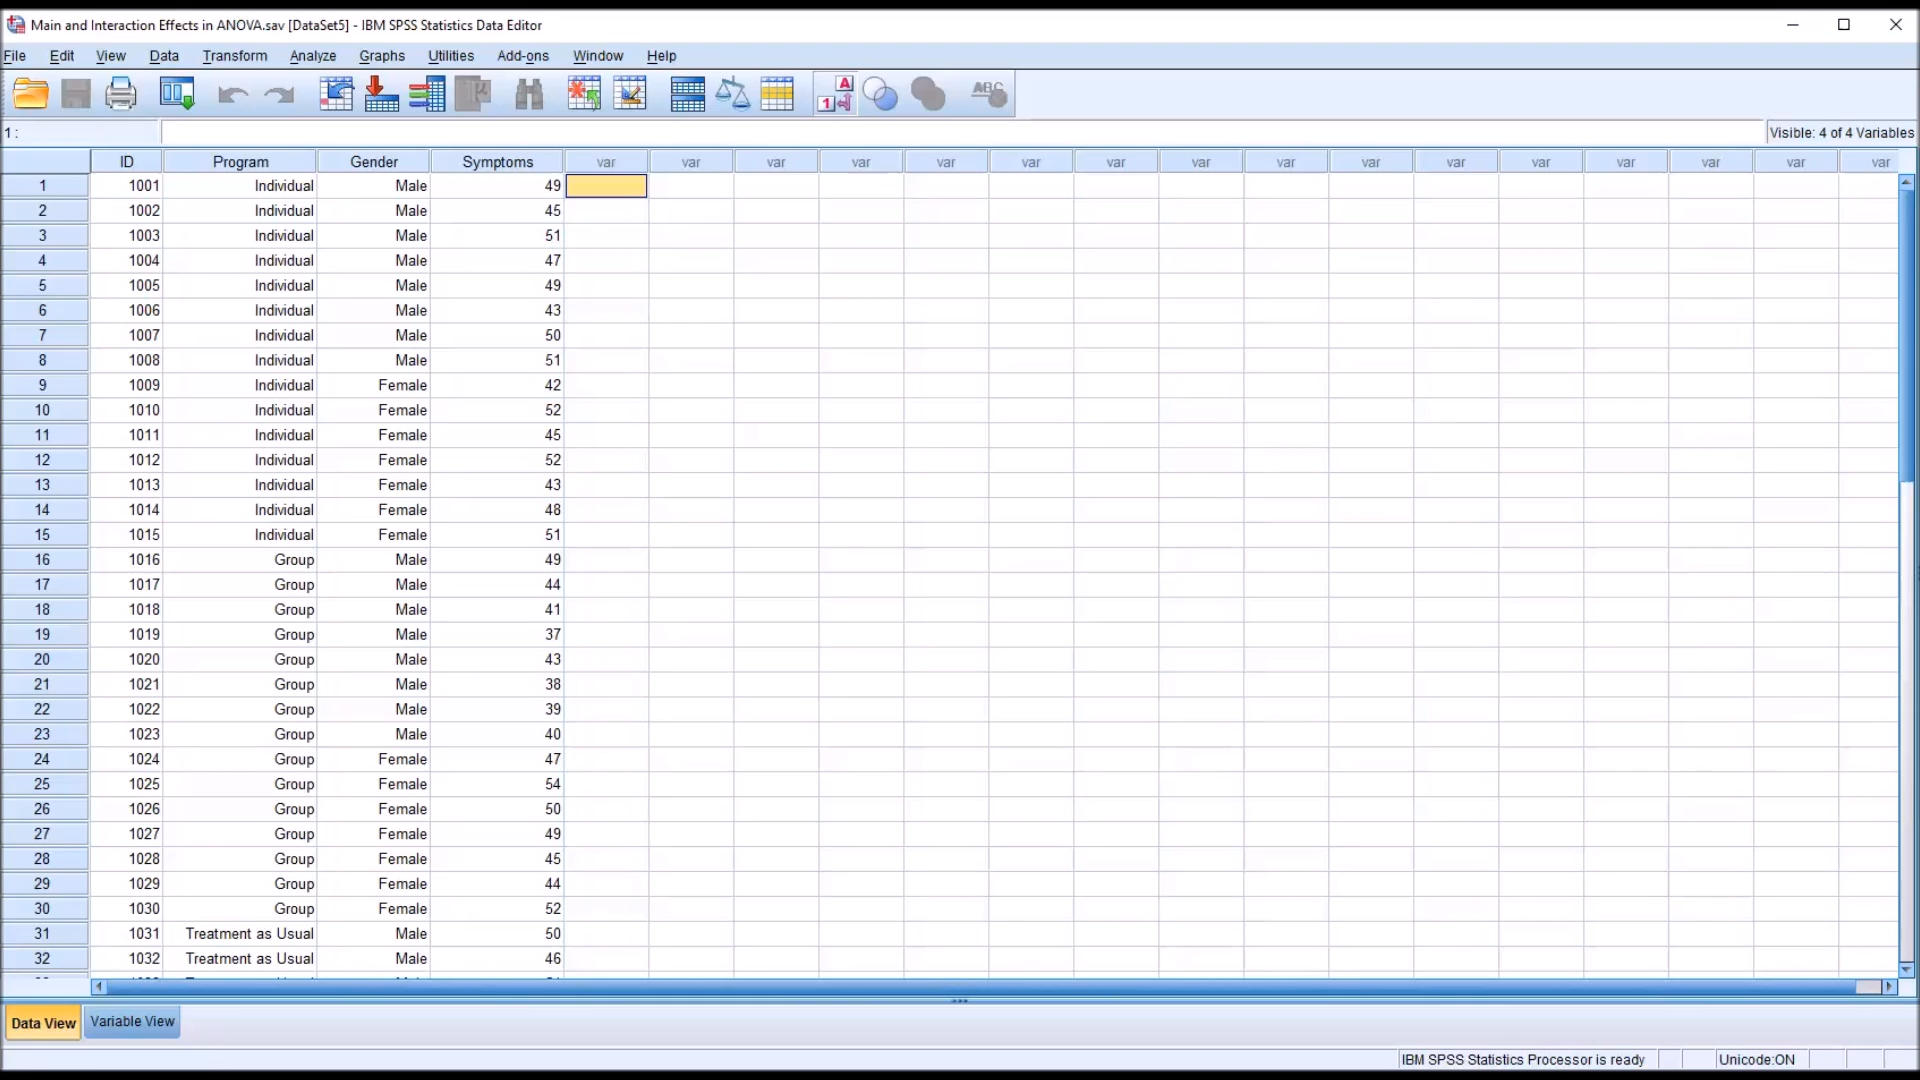 Main and Interaction Effects in ANOVA.sav [DataSet5] - IBM SPSS Statistics Data Editor
File Edit View Data Transform Analyze Graphs Utilities Add-ons Window Help
1 A ABC
1 : Visible: 4 of 4 Variables
ID Program Gender Symptoms var var var var var var var var var var var var var var var var
1 1001 Individual Male 49
2 1002 Individual Male 45
3 1003 Individual Male 51
4 1004 Individual Male 47
5 1005 Individual Male 49
6 1006 Individual Male 43
7 1007 Individual Male 50
8 1008 Individual Male 51
9 1009 Individual Female 42
10 1010 Individual Female 52
11 1011 Individual Female 45
12 1012 Individual Female 52
13 1013 Individual Female 43
14 1014 Individual Female 48
15 1015 Individual Female 51
16 1016 Group Male 49
17 1017 Group Male 44
18 1018 Group Male 41
19 1019 Group Male 37
20 1020 Group Male 43
21 1021 Group Male 38
22 1022 Group Male 39
23 1023 Group Male 40
24 1024 Group Female 47
25 1025 Group Female 54
26 1026 Group Female 50
27 1027 Group Female 49
28 1028 Group Female 45
29 1029 Group Female 44
30 1030 Group Female 52
31 1031 Treatment as Usual Male 50
32 1032 Treatment as Usual Male 46
Data View Variable View
IBM SPSS Statistics Processor is ready Unicode:ON